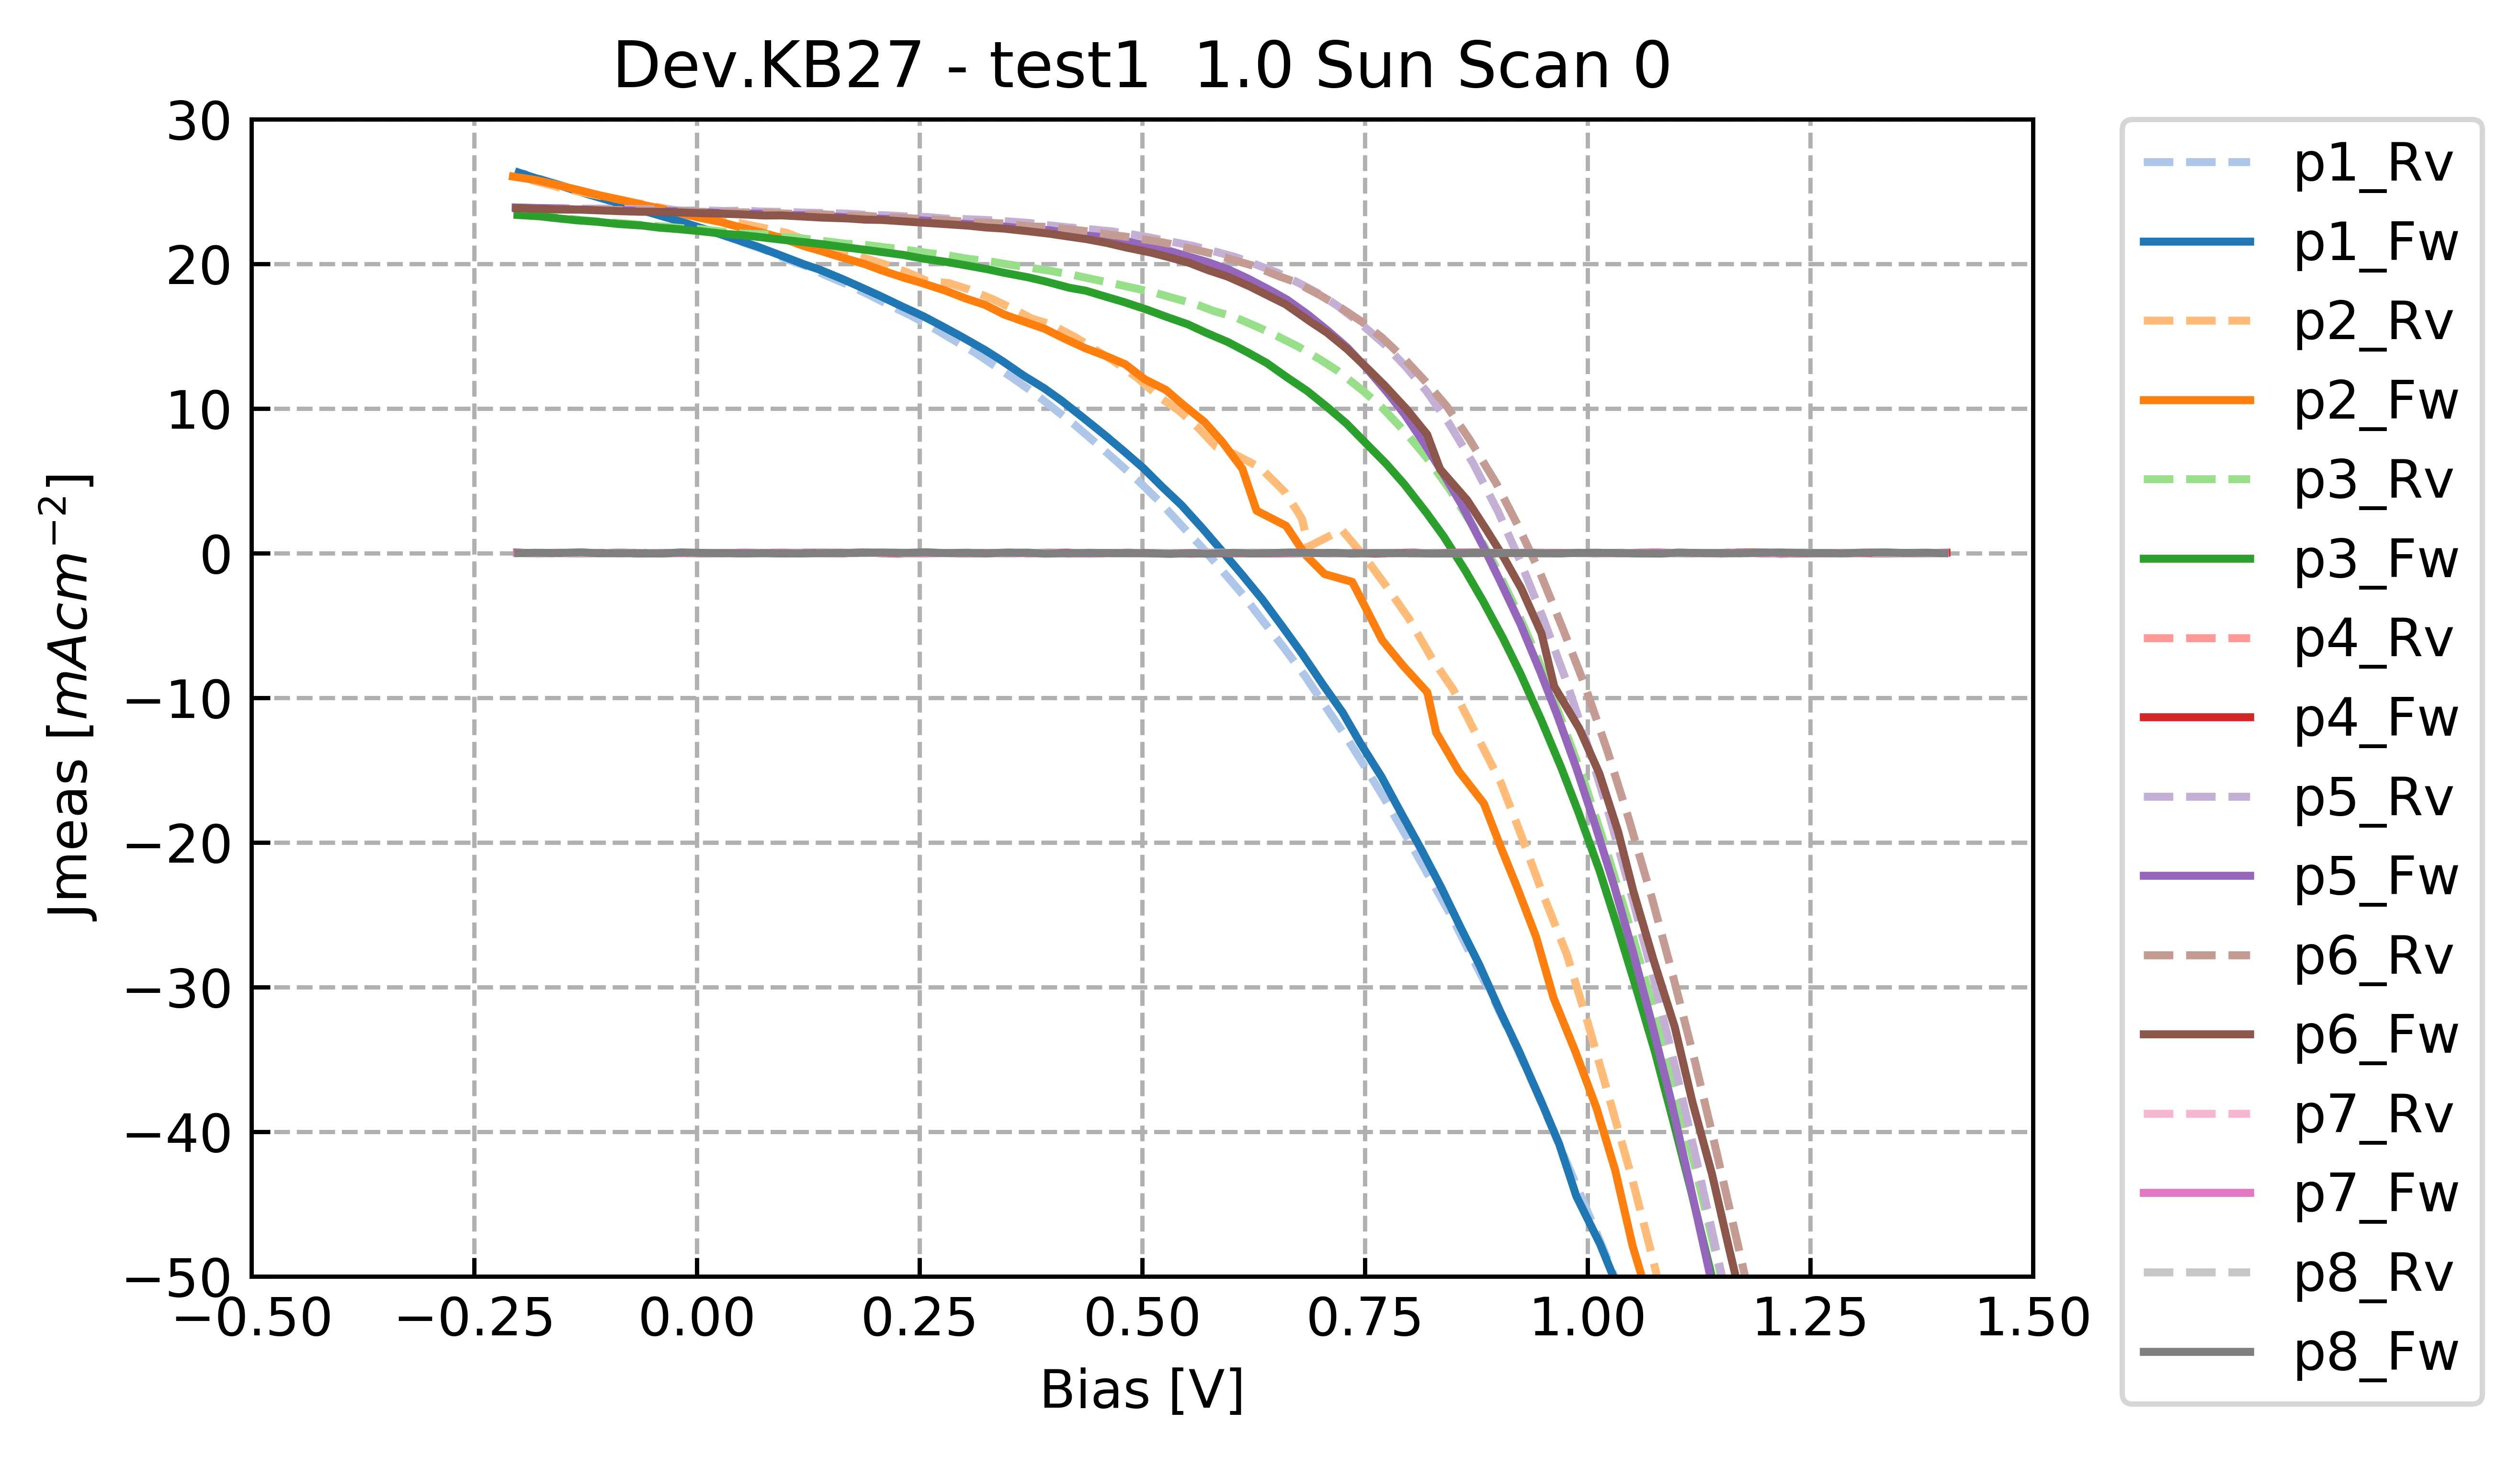 Dev.KB27 - test1  1.0 Sun Scan 0
30
20
10
0
−10
−20
−30
−40
−50
Jmeas [mAcm⁻²]
−0.50 −0.25 0.00 0.25 0.50 0.75 1.00 1.25 1.50
Bias [V]
p1_Rv
p1_Fw
p2_Rv
p2_Fw
p3_Rv
p3_Fw
p4_Rv
p4_Fw
p5_Rv
p5_Fw
p6_Rv
p6_Fw
p7_Rv
p7_Fw
p8_Rv
p8_Fw